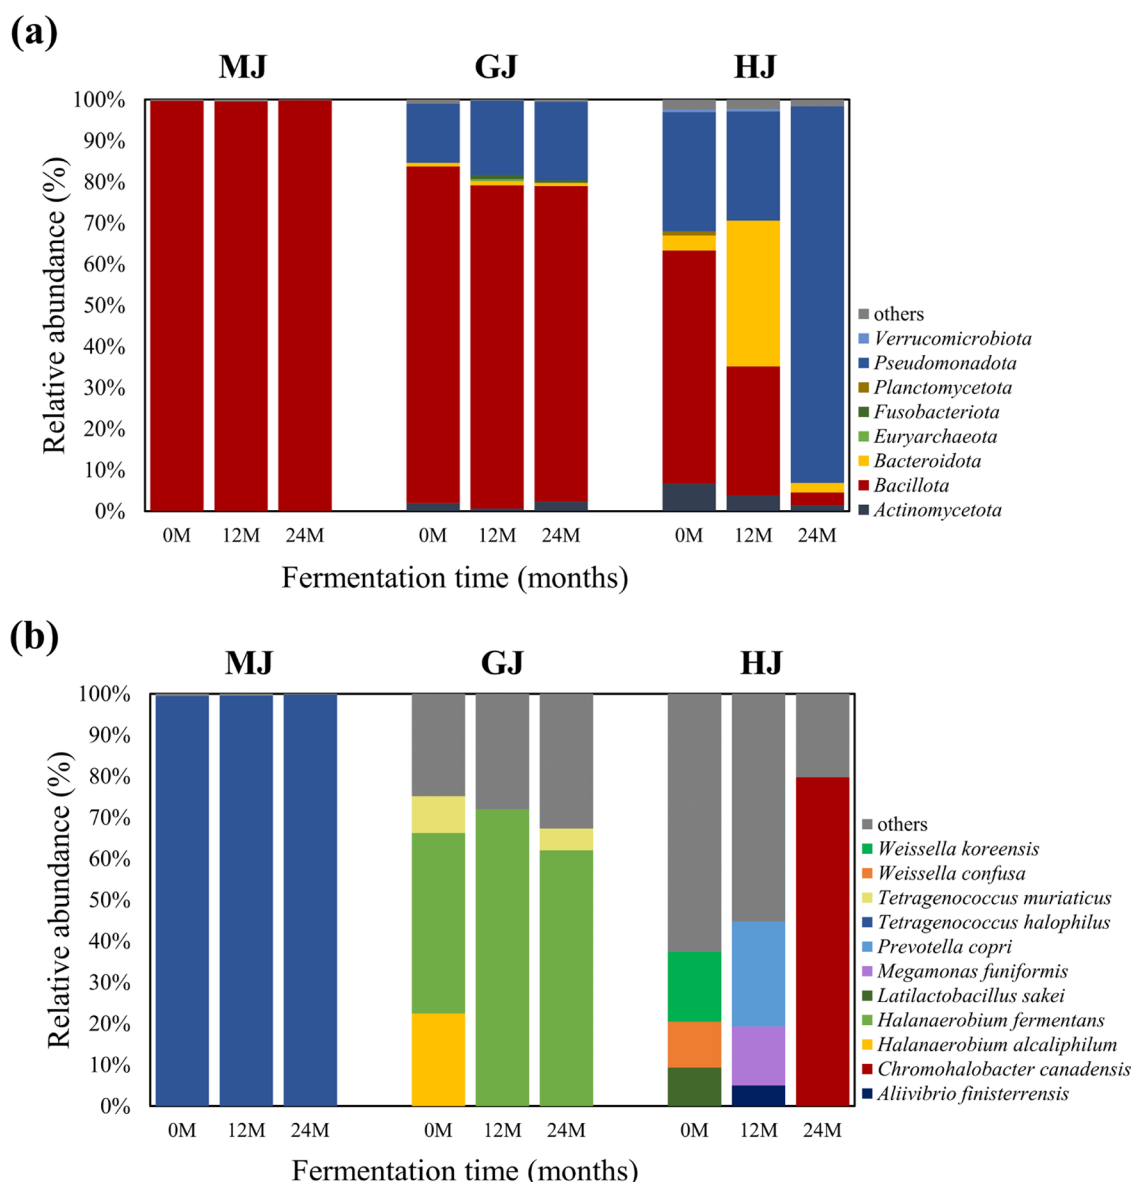 (a)
MJ GJ HJ
Relative abundance (%)
100%
90%
80%
70%
60%
50%
40%
30%
20%
10%
0%
0M 12M 24M 0M 12M 24M 0M 12M 24M
Fermentation time (months)
others
Verrucomicrobiota
Pseudomonadota
Planctomycetota
Fusobacteriota
Euryarchaeota
Bacteroidota
Bacillota
Actinomycetota
(b)
MJ GJ HJ
Relative abundance (%)
100%
90%
80%
70%
60%
50%
40%
30%
20%
10%
0%
0M 12M 24M 0M 12M 24M 0M 12M 24M
Fermentation time (months)
others
Weissella koreensis
Weissella confusa
Tetragenococcus muriaticus
Tetragenococcus halophilus
Prevotella copri
Megamonas funiformis
Latilactobacillus sakei
Halanaerobium fermentans
Halanaerobium alcaliphilum
Chromohalobacter canadensis
Aliivibrio finisterrensis